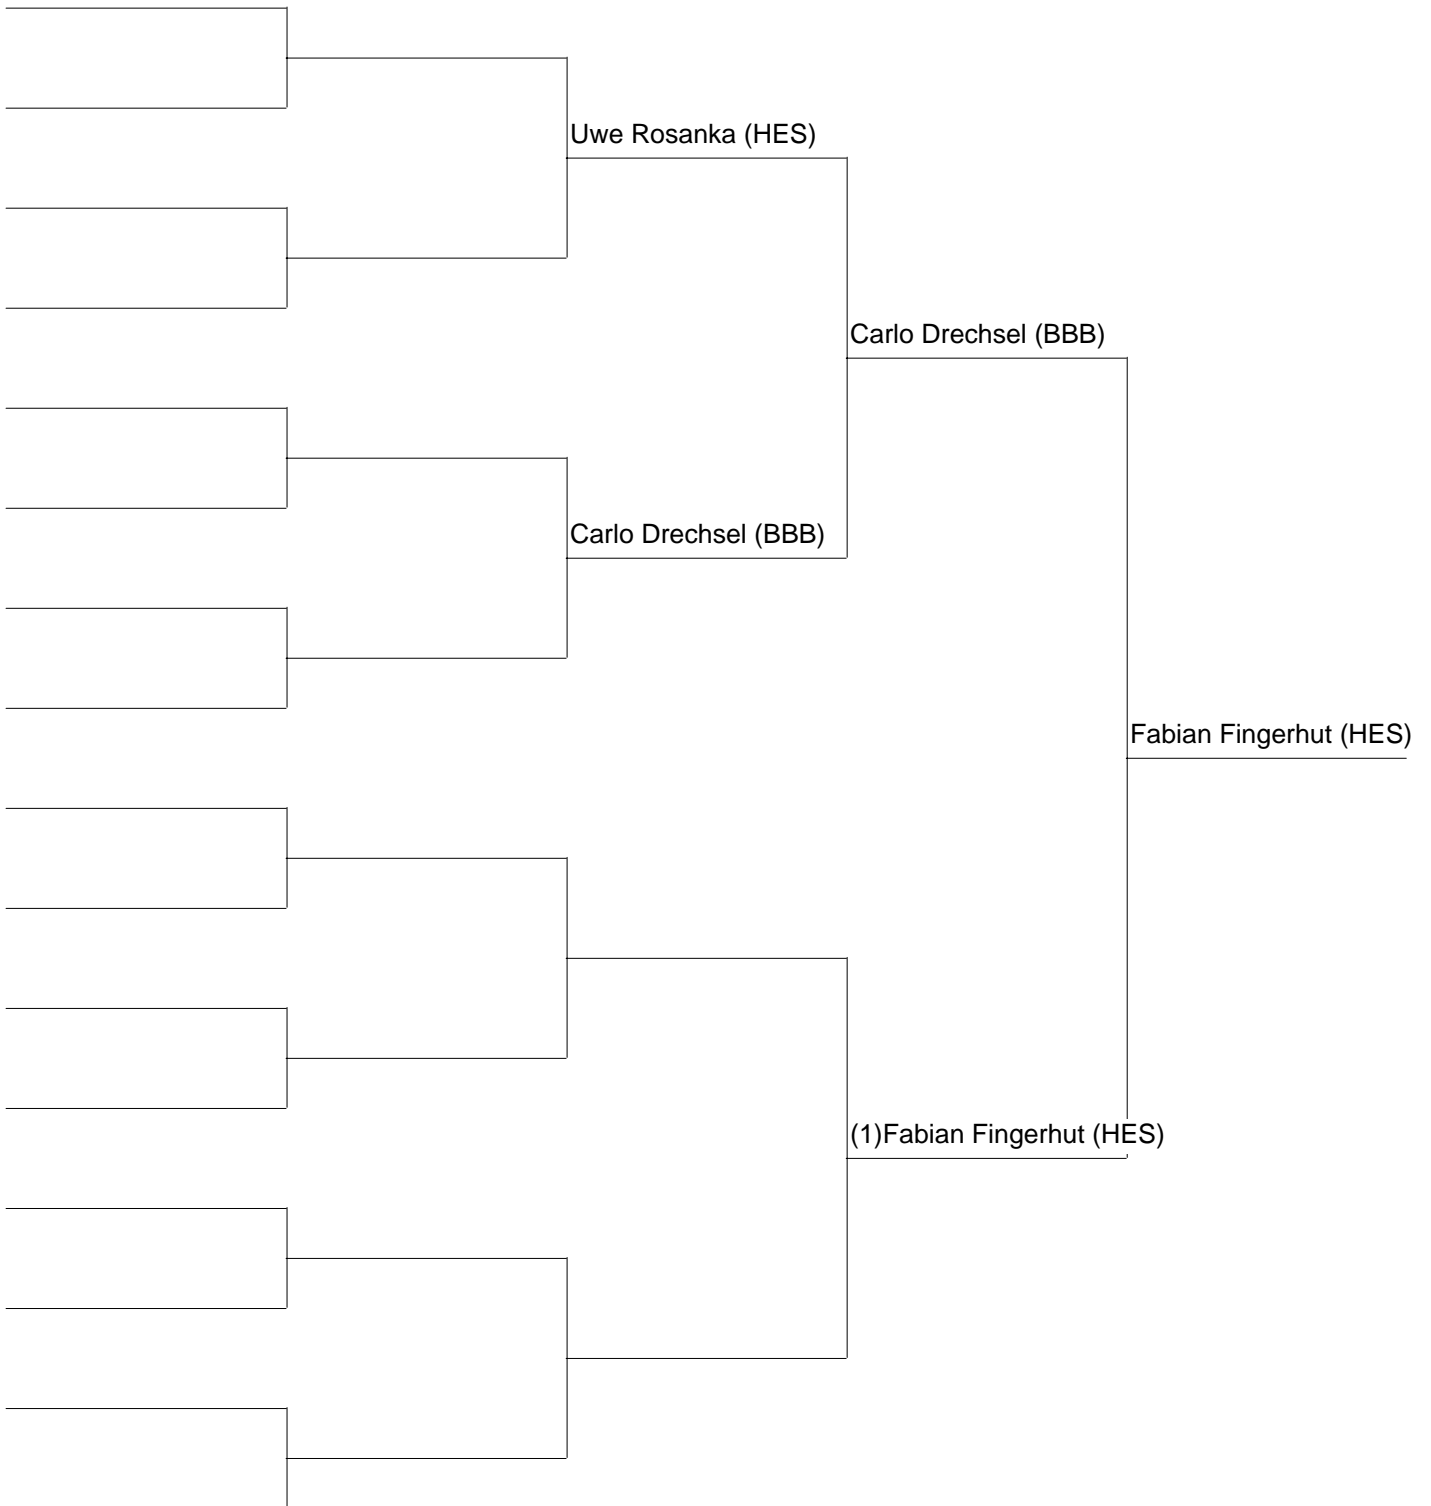 Uwe Rosanka (HES)
Carlo Drechsel (BBB)
Carlo Drechsel (BBB)
Fabian Fingerhut (HES)
(1)Fabian Fingerhut (HES)